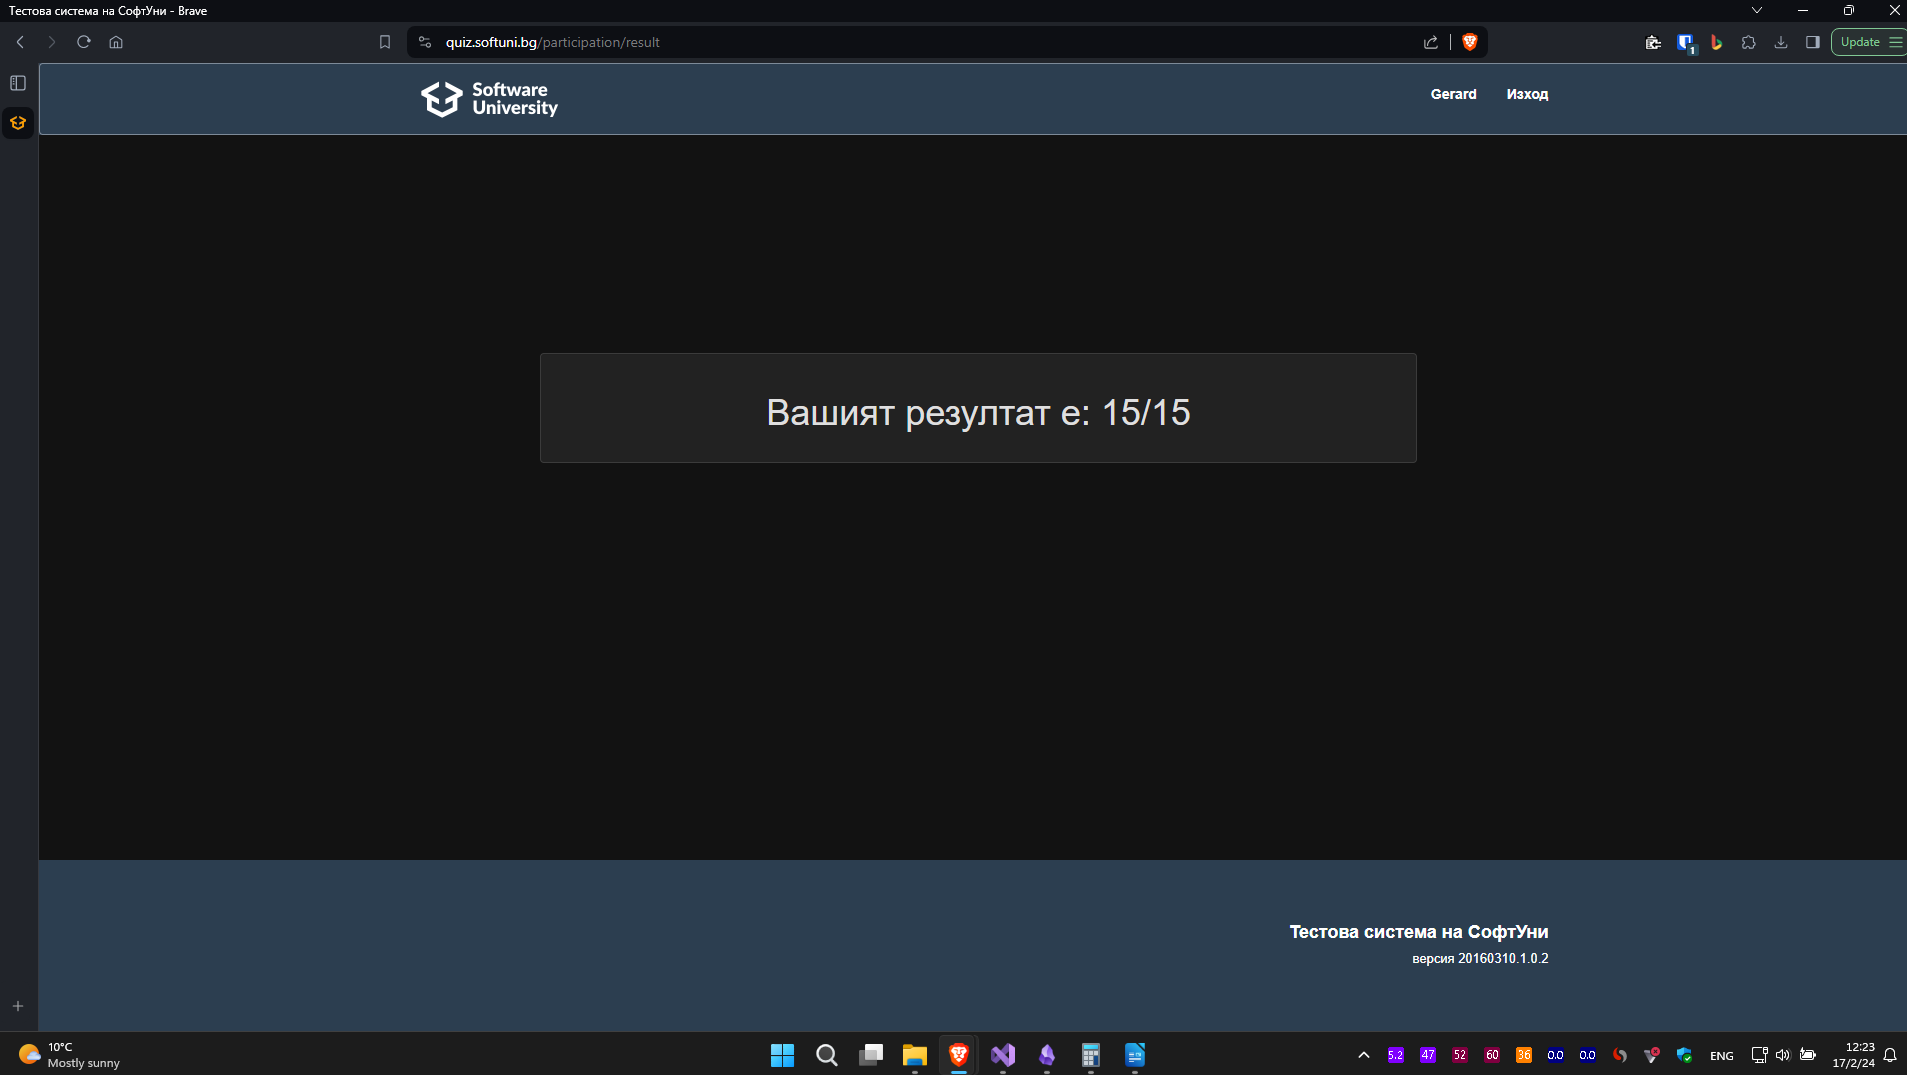 Тестова система на СофтУни - Brave
quiz.softuni.bg/participation/result
1
Update
Software
University
Gerard
Изход
Вашият резултат е: 15/15
Тестова система на СофтУни
версия 20160310.1.0.2
10°C
Mostly sunny
5.2
47
52
60
36
0.0
0.0
ENG
12:23
17/2/24